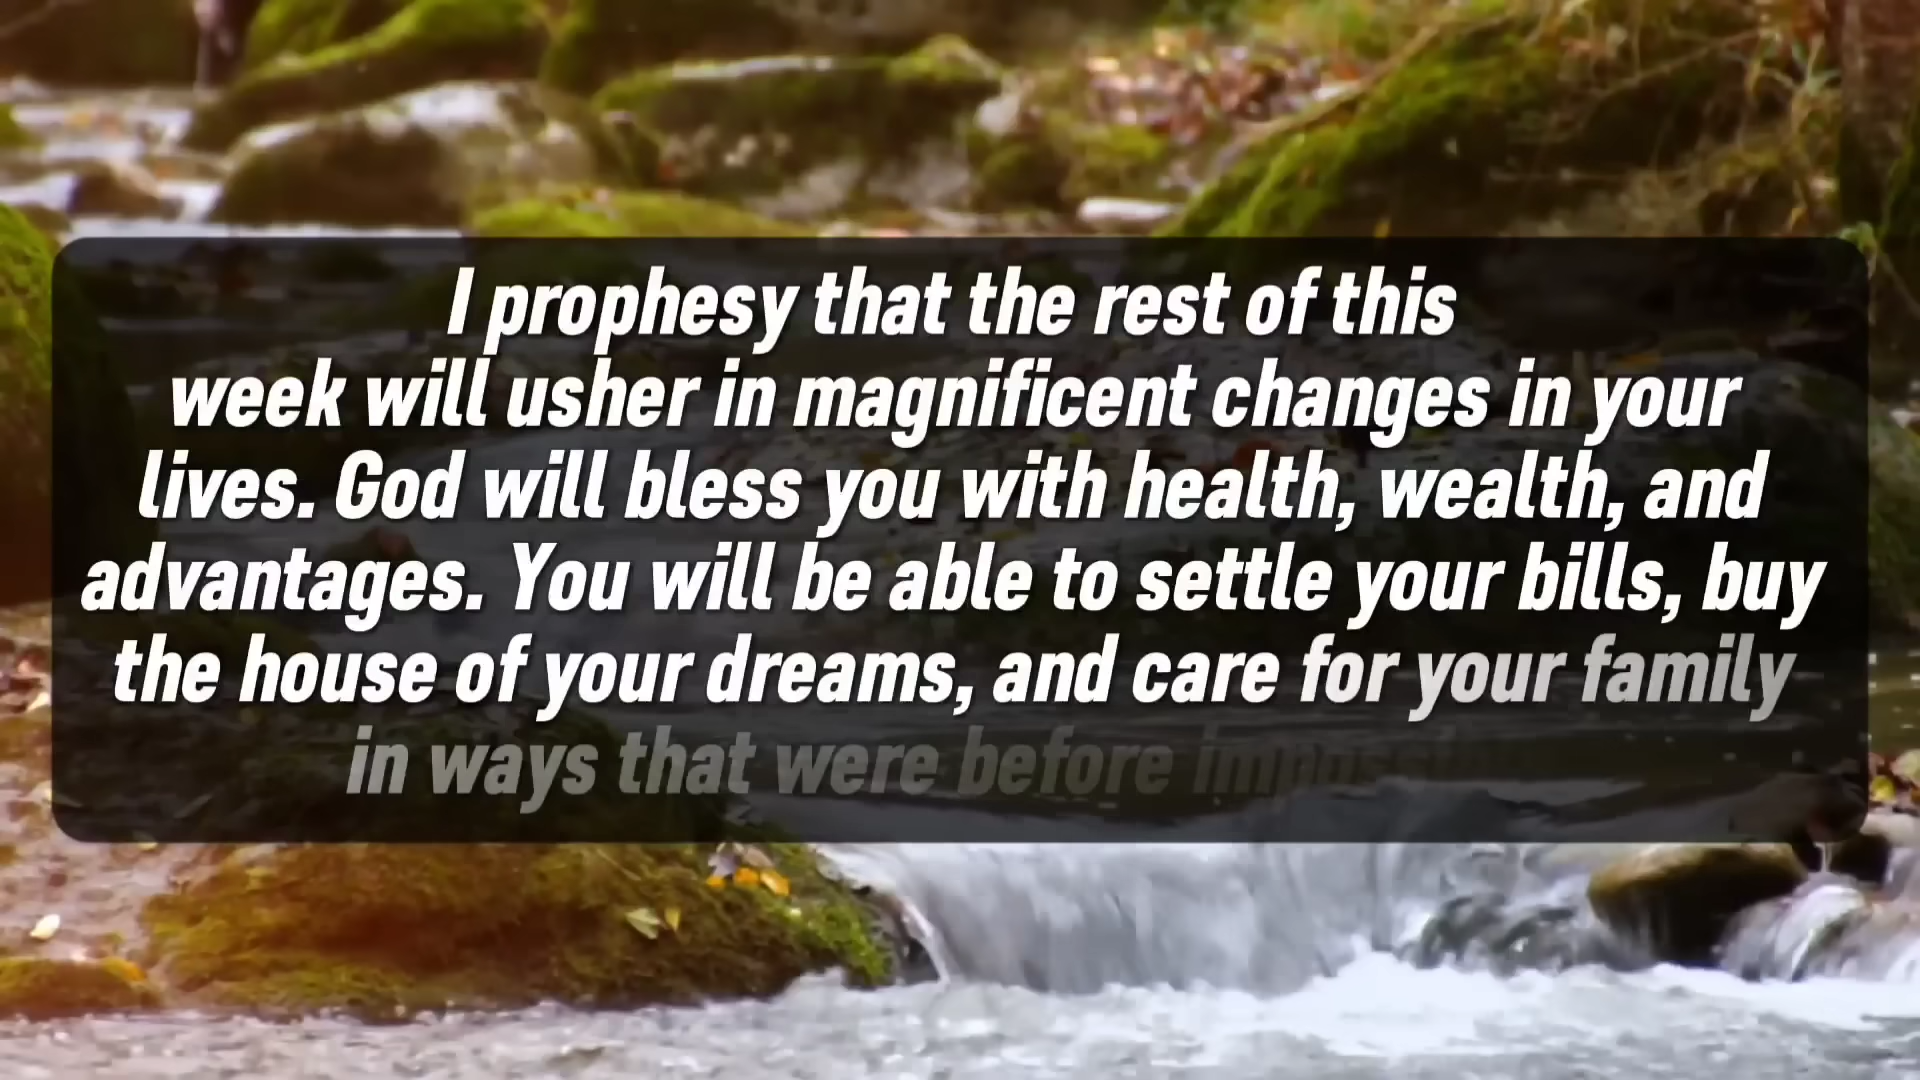 I prophesy that the rest of this
week will usher in magnificent changes in your
lives. God will bless you with health, wealth, and
advantages. You will be able to settle your bills, buy
the house of your dreams, and care for your family
in ways that were before